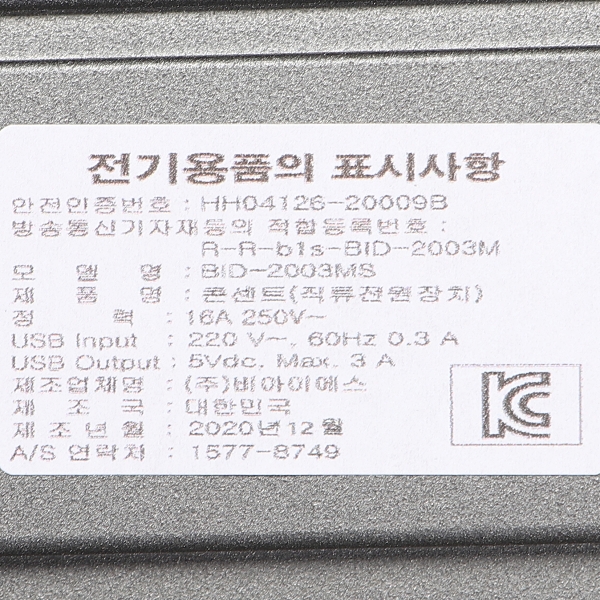 전기용품의 표시사항
안전인증번호 : HH04126-20009B
방송통신기자재등의 적합등록번호 :
R-R-b1s-BID-2003M
모 델 명 : BID-2003MS
제 품 명 : 콘센트(직류전원장치)
정 격 : 16A 250V~
USB Input : 220 V~, 60Hz 0.3 A
USB Output : 5Vdc, Max. 3 A
제조업체명 : (주)비아이에스
제 조 국 : 대한민국
제 조 년 월 : 2020년 12월
A/S 연락처 : 1577-8749
KC